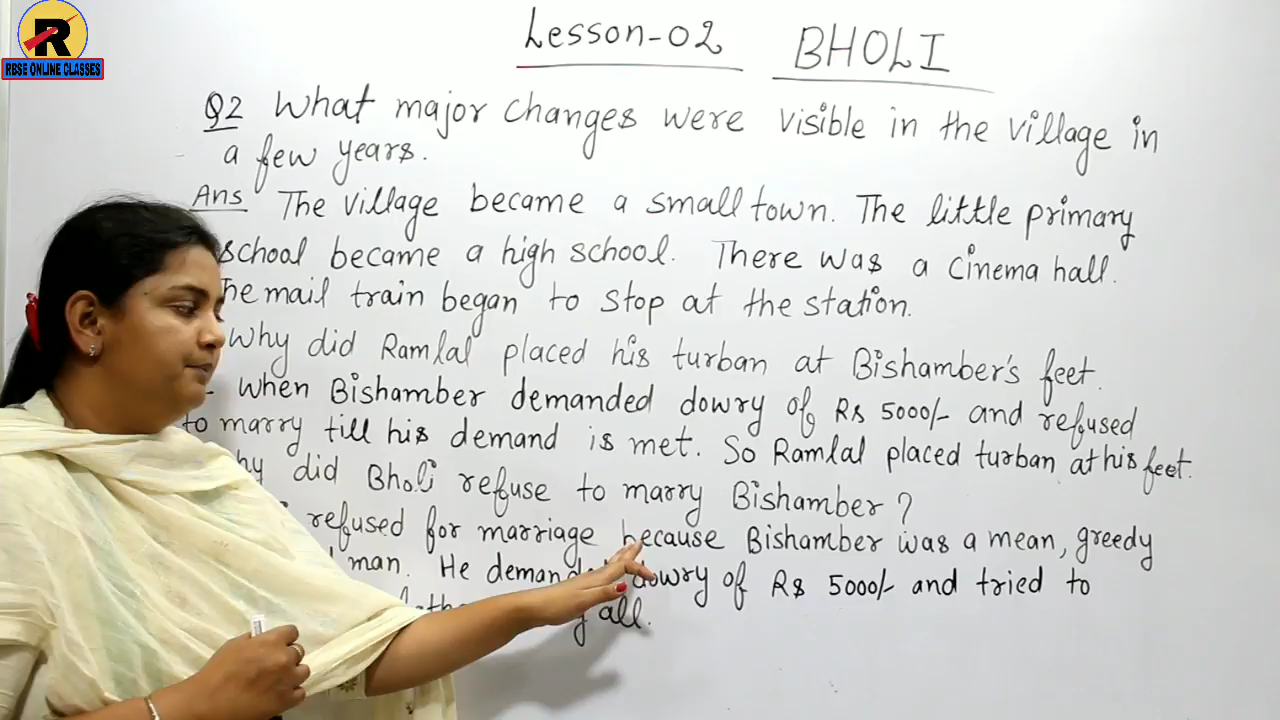 R
RBSE ONLINE CLASSES
Lesson-02 BHOLI
Q2 What major changes were visible in the village in
a few years.
Ans The village became a small town. The little primary
school became a high school. There was a cinema hall.
mail train began to stop at the station.
Why did Ramlal placed his turban at Bishamber's feet.
when Bishamber demanded dowry of Rs 5000/- and refused
to marry till his demand is met. So Ramlal placed turban at his feet.
did Bholi refuse to marry Bishamber?
refused for marriage because Bishamber was a mean, greedy
man. He demanded dowry of Rs 5000/- and tried to
all.